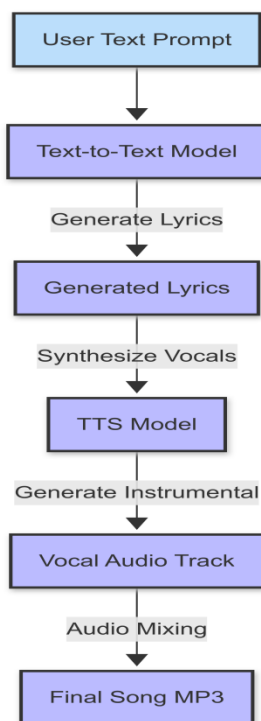 User Text Prompt
Text-to-Text Model
Generate Lyrics
Generated Lyrics
Synthesize Vocals
TTS Model
Generate Instrumental
Vocal Audio Track
Audio Mixing
Final Song MP3